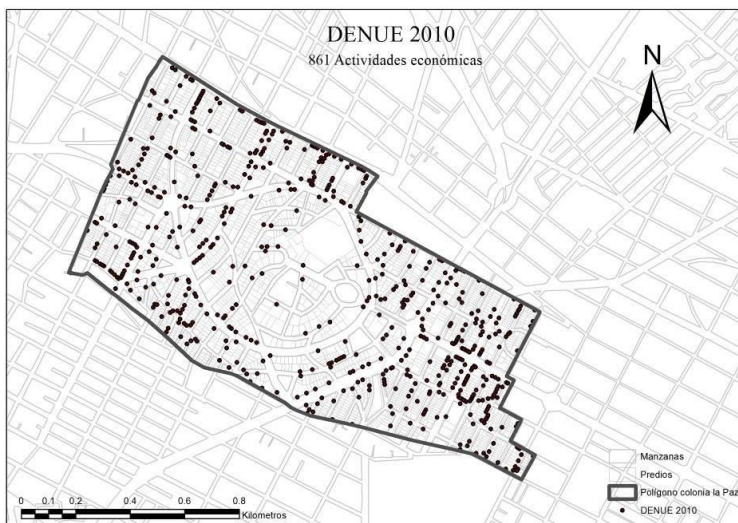 DENUE 2010
861 Actividades económicas
N
Manzanas
Predios
Polígono colonia la Paz
DENUE 2010
0 0.1 0.2 0.4 0.6 0.8
Kilometros